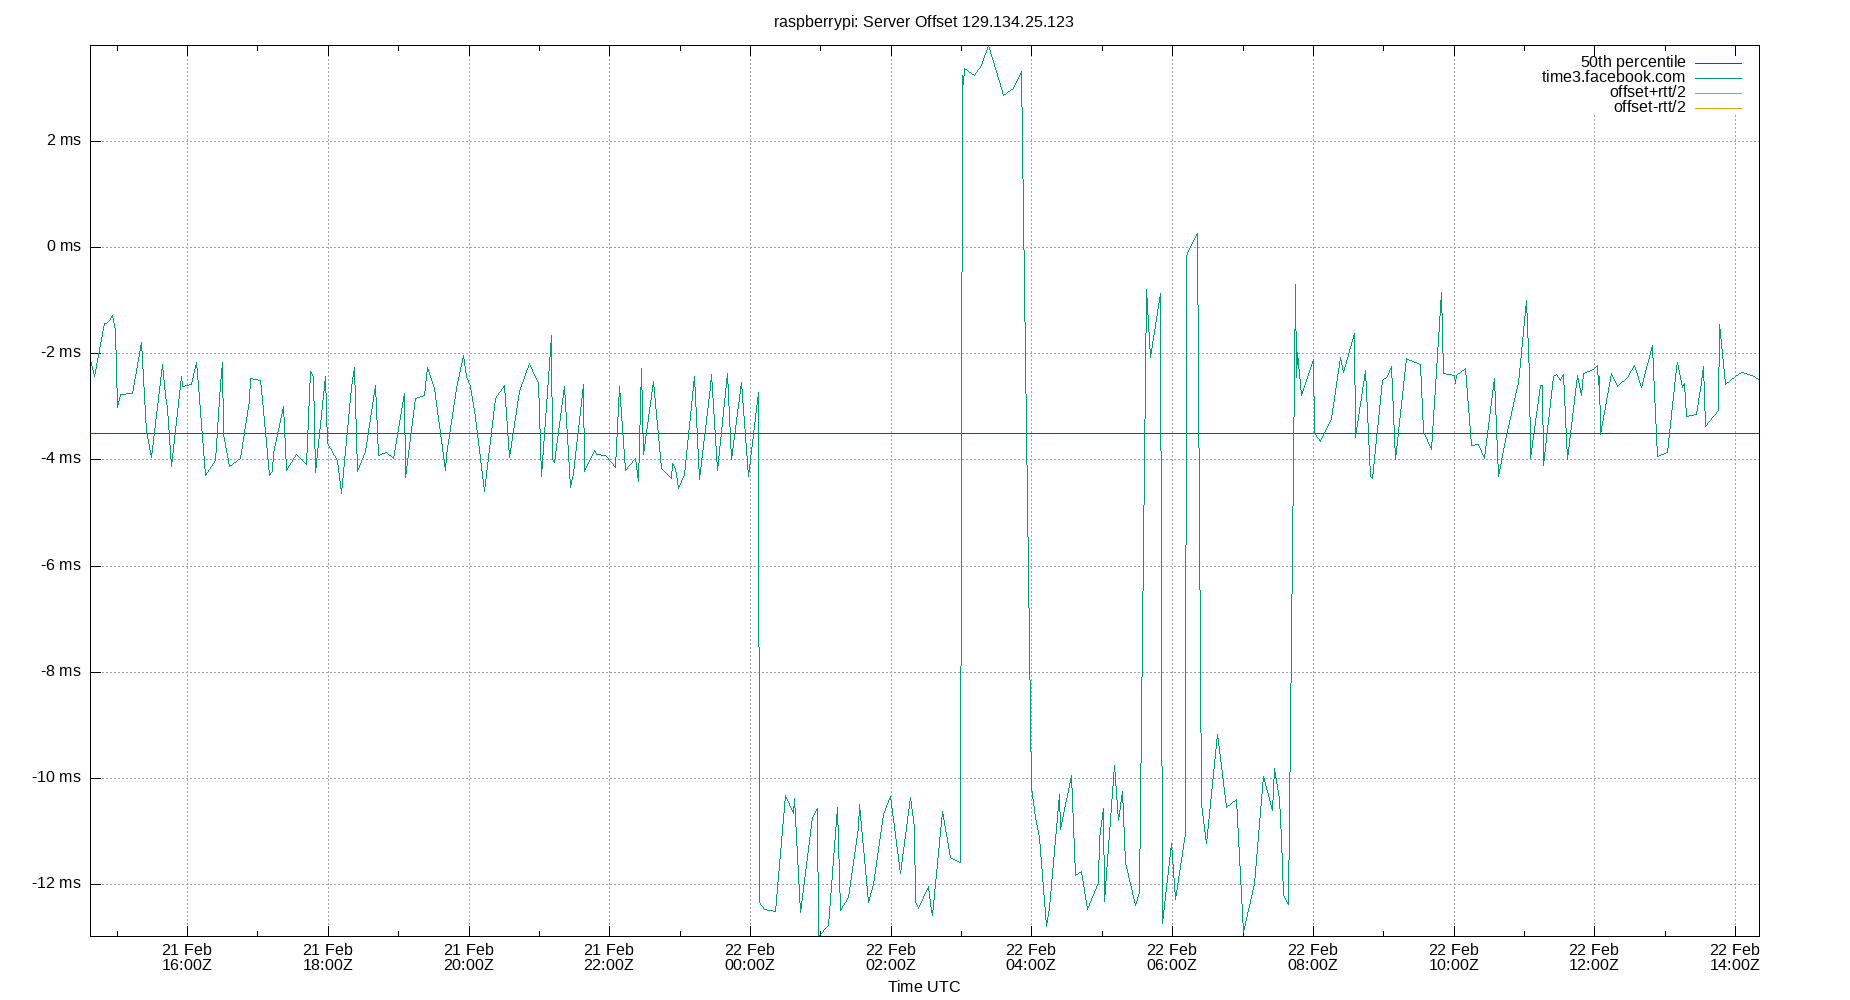 raspberrypi: Server Offset 129.134.25.123
50th percentile
time3.facebook.com
offset+rtt/2
offset-rtt/2
2 ms
0 ms
-2 ms
-4 ms
-6 ms
-8 ms
-10 ms
-12 ms
21 Feb 21 Feb 21 Feb 21 Feb 22 Feb 22 Feb 22 Feb 22 Feb 22 Feb 22 Feb 22 Feb 22 Feb
16:00Z 18:00Z 20:00Z 22:00Z 00:00Z 02:00Z 04:00Z 06:00Z 08:00Z 10:00Z 12:00Z 14:00Z
Time UTC